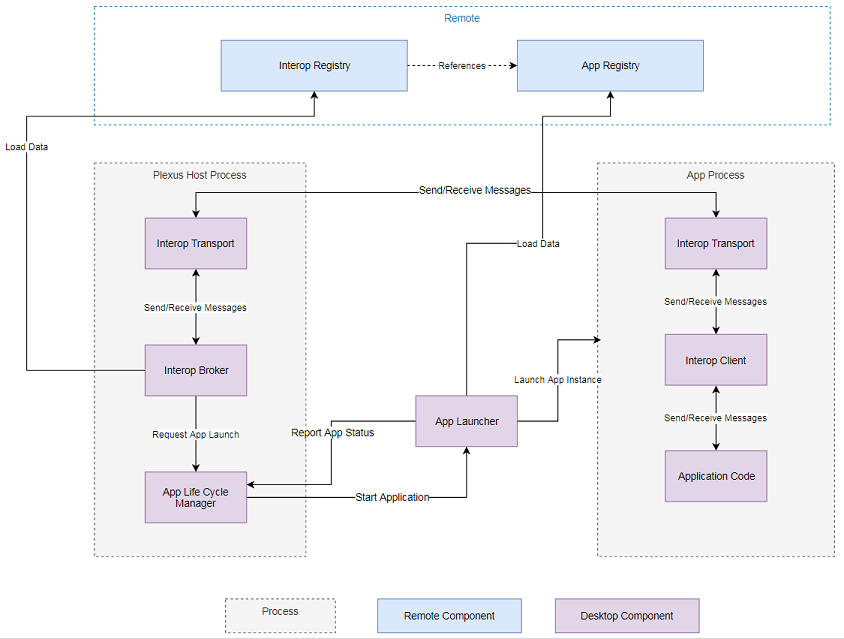 Remote
Interop Registry
References
App Registry
Load Data
Plexus Host Process
App Process
Send/Receive Messages
Interop Transport
Interop Transport
Load Data
Send/Receive Messages
Send/Receive Messages
Interop Broker
Interop Client
Launch App Instance
Send/Receive Messages
App Launcher
Request App Launch
Report App Status
App Life Cycle
Manager
Start Application
Application Code
Process
Remote Component
Desktop Component